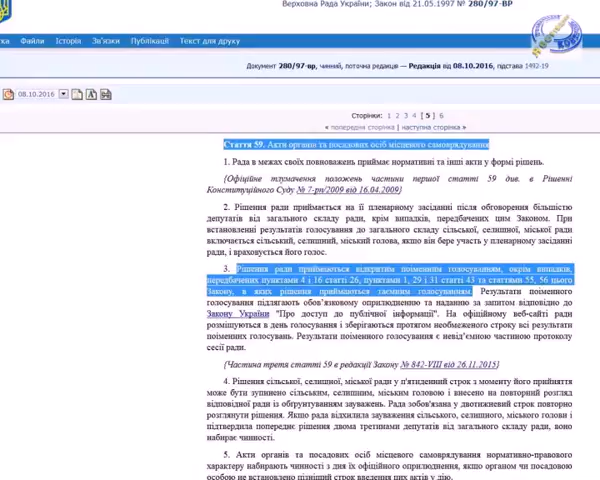 Верховна Рада України; Закон від 21.05.1997 № 280/97-ВР
Файли Історія Зв'язки Публікації Текст для друку
Документ 280/97-вр, чинний, поточна редакція — Редакція від 08.10.2016, підстава 1492-19
08.10.2016
Сторінки: 1 2 3 4 [ 5 ] 6
« попередня сторінка | наступна сторінка »
Стаття 59. Акти органів та посадових осіб місцевого самоврядування
1. Рада в межах своїх повноважень приймає нормативні та інші акти у формі рішень.
{Офіційне тлумачення положень частини першої статті 59 див. в Рішенні
Конституційного Суду № 7-рп/2009 від 16.04.2009}
2. Рішення ради приймається на її пленарному засіданні після обговорення більшістю
депутатів від загального складу ради, крім випадків, передбачених цим Законом. При
встановленні результатів голосування до загального складу сільської, селищної, міської ради
включається сільський, селищний, міський голова, якщо він бере участь у пленарному засіданні
ради, і враховується його голос.
3. Рішення ради приймаються відкритим поіменним голосуванням, окрім випадків,
передбачених пунктами 4 і 16 статті 26, пунктами 1, 29 і 31 статті 43 та статтями 55, 56 цього
Закону, в яких рішення приймаються таємним голосуванням. Результати поіменного
голосування підлягають обов'язковому оприлюдненню та наданню за запитом відповідно до
Закону України "Про доступ до публічної інформації". На офіційному веб-сайті ради
розміщуються в день голосування і зберігаються протягом необмеженого строку всі результати
поіменних голосувань. Результати поіменного голосування є невід'ємною частиною протоколу
сесії ради.
{Частина третя статті 59 в редакції Закону № 842-VIII від 26.11.2015}
4. Рішення сільської, селищної, міської ради у п'ятиденний строк з моменту його прийняття
може бути зупинено сільським, селищним, міським головою і внесено на повторний розгляд
відповідної ради із обґрунтуванням зауважень. Рада зобов'язана у двотижневий строк повторно
розглянути рішення. Якщо рада відхилила зауваження сільського, селищного, міського голови і
підтвердила попереднє рішення двома третинами депутатів від загального складу ради, воно
набирає чинності.
5. Акти органів та посадових осіб місцевого самоврядування нормативно-правового
характеру набирають чинності з дня їх офіційного оприлюднення, якщо органом чи посадовою
особою не встановлено пізніший строк введення цих актів у дію.